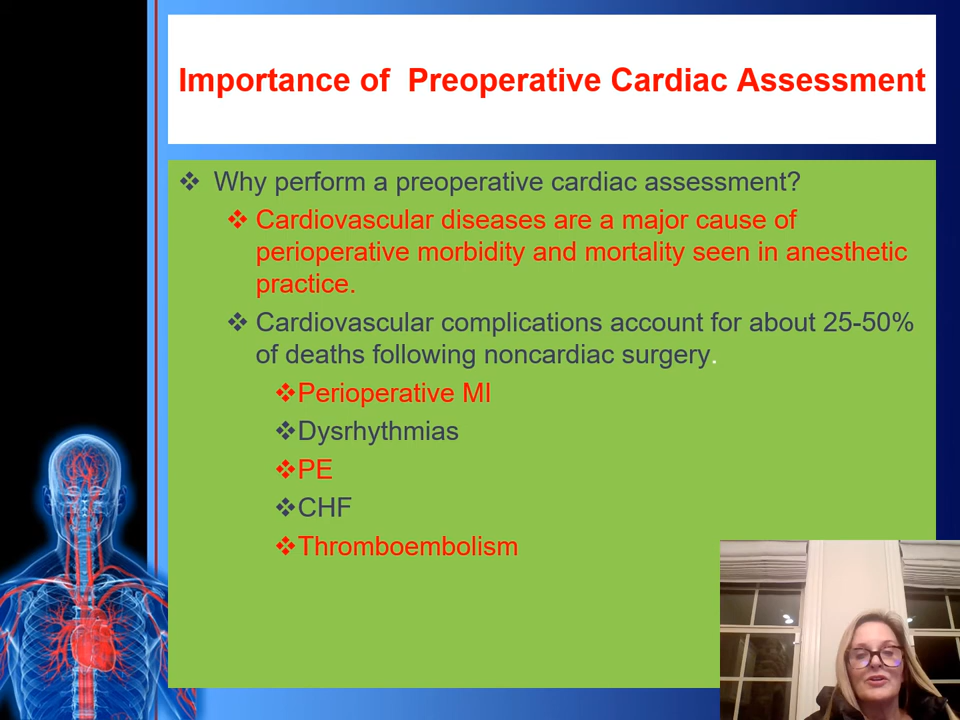 Importance of Preoperative Cardiac Assessment
Why perform a preoperative cardiac assessment?
Cardiovascular diseases are a major cause of
perioperative morbidity and mortality seen in anesthetic
practice.
Cardiovascular complications account for about 25-50%
of deaths following noncardiac surgery.
Perioperative MI
Dysrhythmias
PE
CHF
Thromboembolism